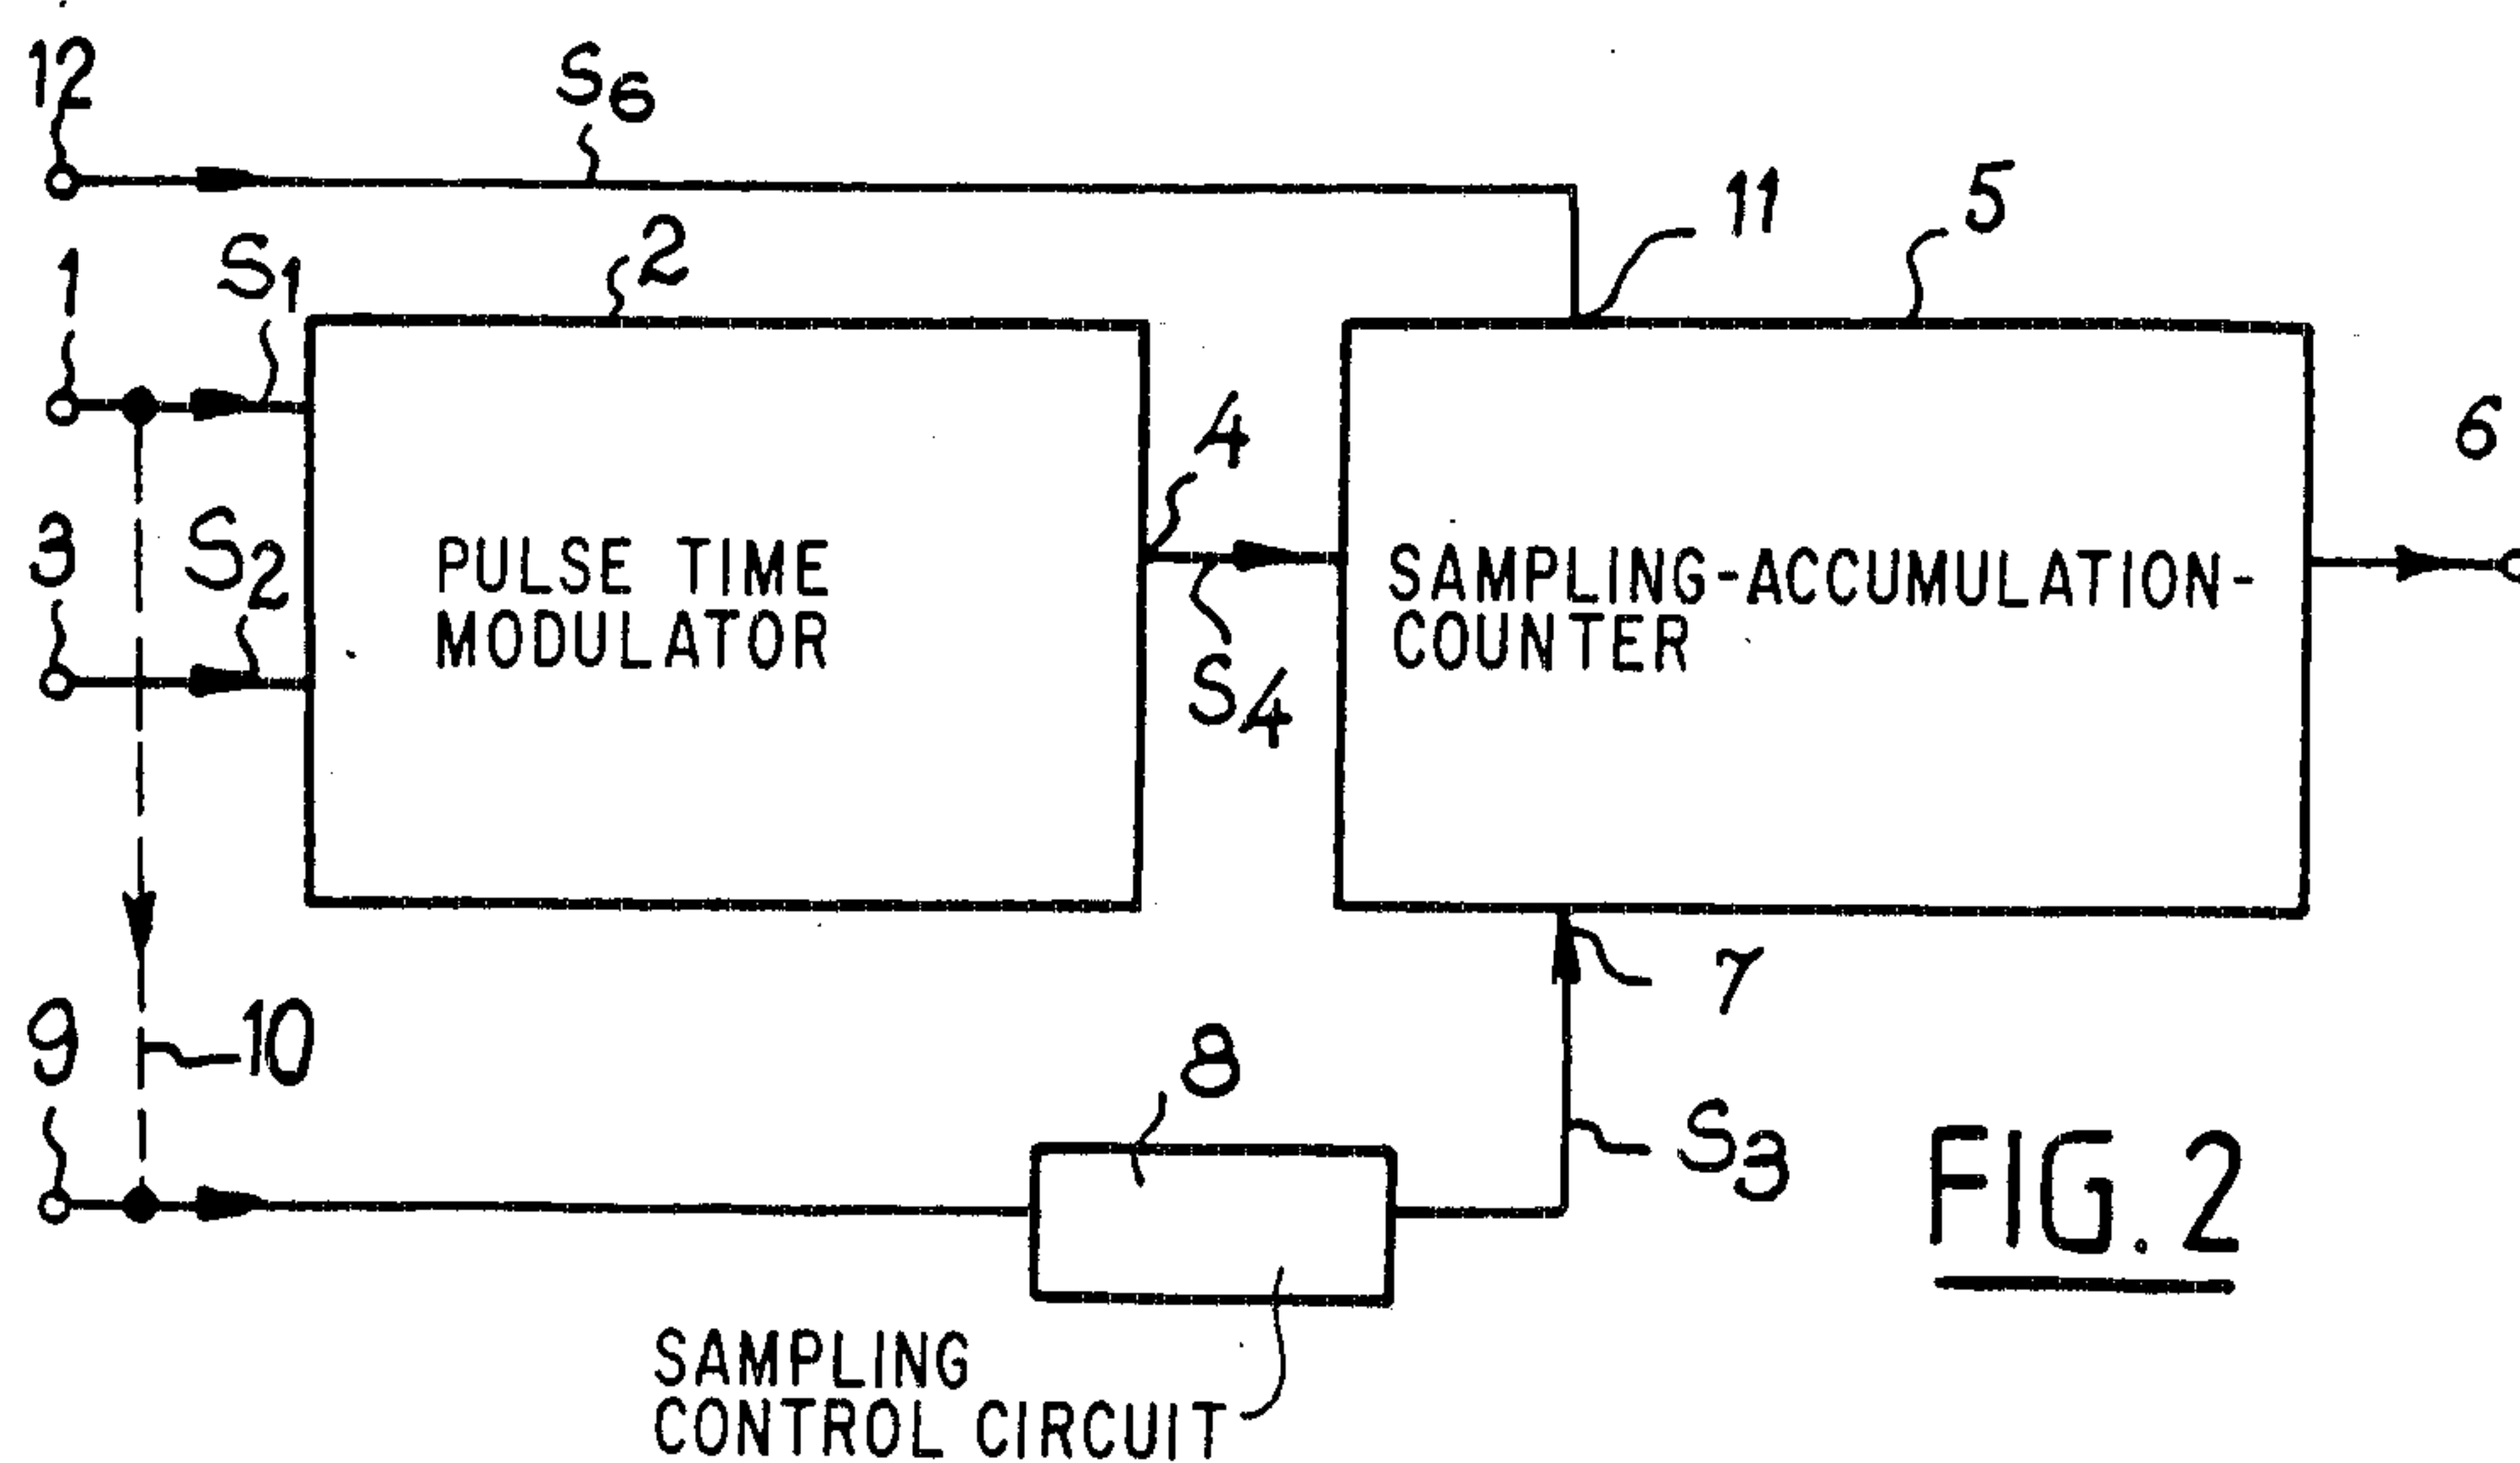 12
S6
11
5
1
S1
2
4
6
3
S2
PULSE TIME
MODULATOR
SAMPLING-ACCUMULATION-
COUNTER
S4
7
9
10
8
S3
FIG. 2
SAMPLING
CONTROL CIRCUIT